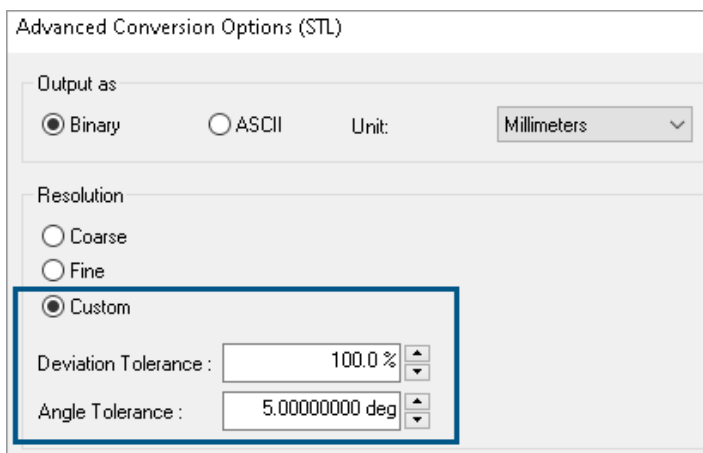 Advanced Conversion Options (STL)
Output as
Binary ASCII Unit: Millimeters
Resolution
Coarse
Fine
Custom
Deviation Tolerance : 100.0 %
Angle Tolerance : 5.00000000 deg